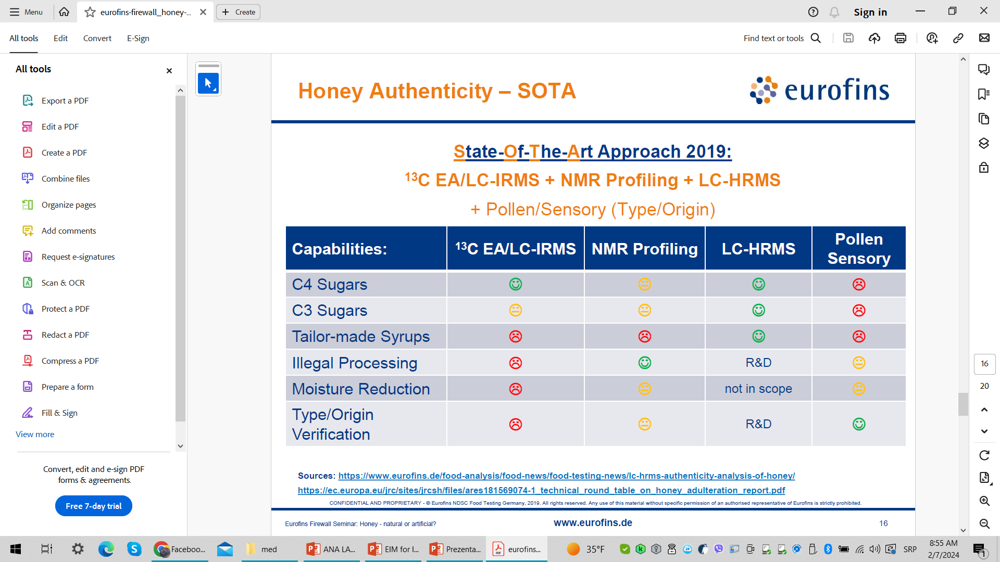 Menu
eurofins-firewall_honey-...
Create
Sign in
All tools
Edit
Convert
E-Sign
Find text or tools
All tools
Export a PDF
Edit a PDF
Create a PDF
Combine files
Organize pages
Add comments
Request e-signatures
Scan & OCR
Protect a PDF
Redact a PDF
Compress a PDF
Prepare a form
Fill & Sign
View more
Convert, edit and e-sign PDF
forms & agreements.
Free 7-day trial
Honey Authenticity – SOTA
eurofins
State-Of-The-Art Approach 2019:
¹³C EA/LC-IRMS + NMR Profiling + LC-HRMS
+ Pollen/Sensory (Type/Origin)
Capabilities: ¹³C EA/LC-IRMS NMR Profiling LC-HRMS Pollen Sensory
C4 Sugars
C3 Sugars
Tailor-made Syrups
Illegal Processing R&D
Moisture Reduction not in scope
Type/Origin
Verification R&D
Sources: https://www.eurofins.de/food-analysis/food-news/food-testing-news/lc-hrms-authenticity-analysis-of-honey/
https://ec.europa.eu/jrc/sites/jrcsh/files/ares181569074-1_technical_round_table_on_honey_adulteration_report.pdf
CONFIDENTIAL AND PROPRIETARY - © Eurofins NDSC Food Testing Germany, 2019. All rights reserved. Any use of this material without specific permission of an authorised representative of Eurofins is strictly prohibited.
Eurofins Firewall Seminar: Honey - natural or artificial?
www.eurofins.de
16
16
20
Faceboo...
med
ANA LA...
EIM for I...
Prezenta...
eurofins...
35°F
24
SRP
8:55 AM
2/7/2024
1